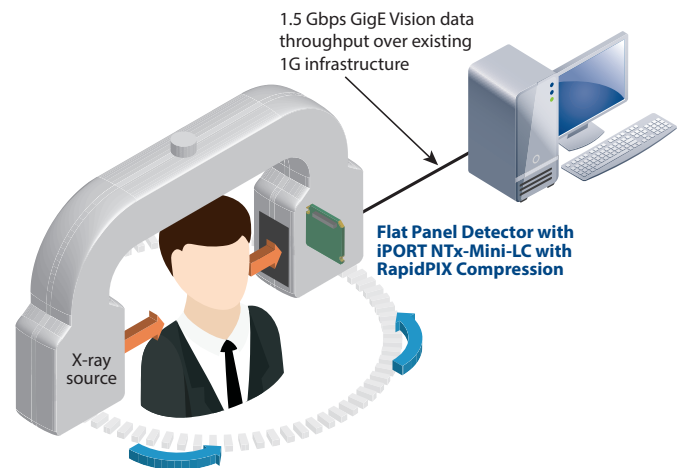 1.5 Gbps GigE Vision data
throughput over existing
1G infrastructure
Flat Panel Detector with
iPORT NTx-Mini-LC with
RapidPIX Compression
X-ray
source